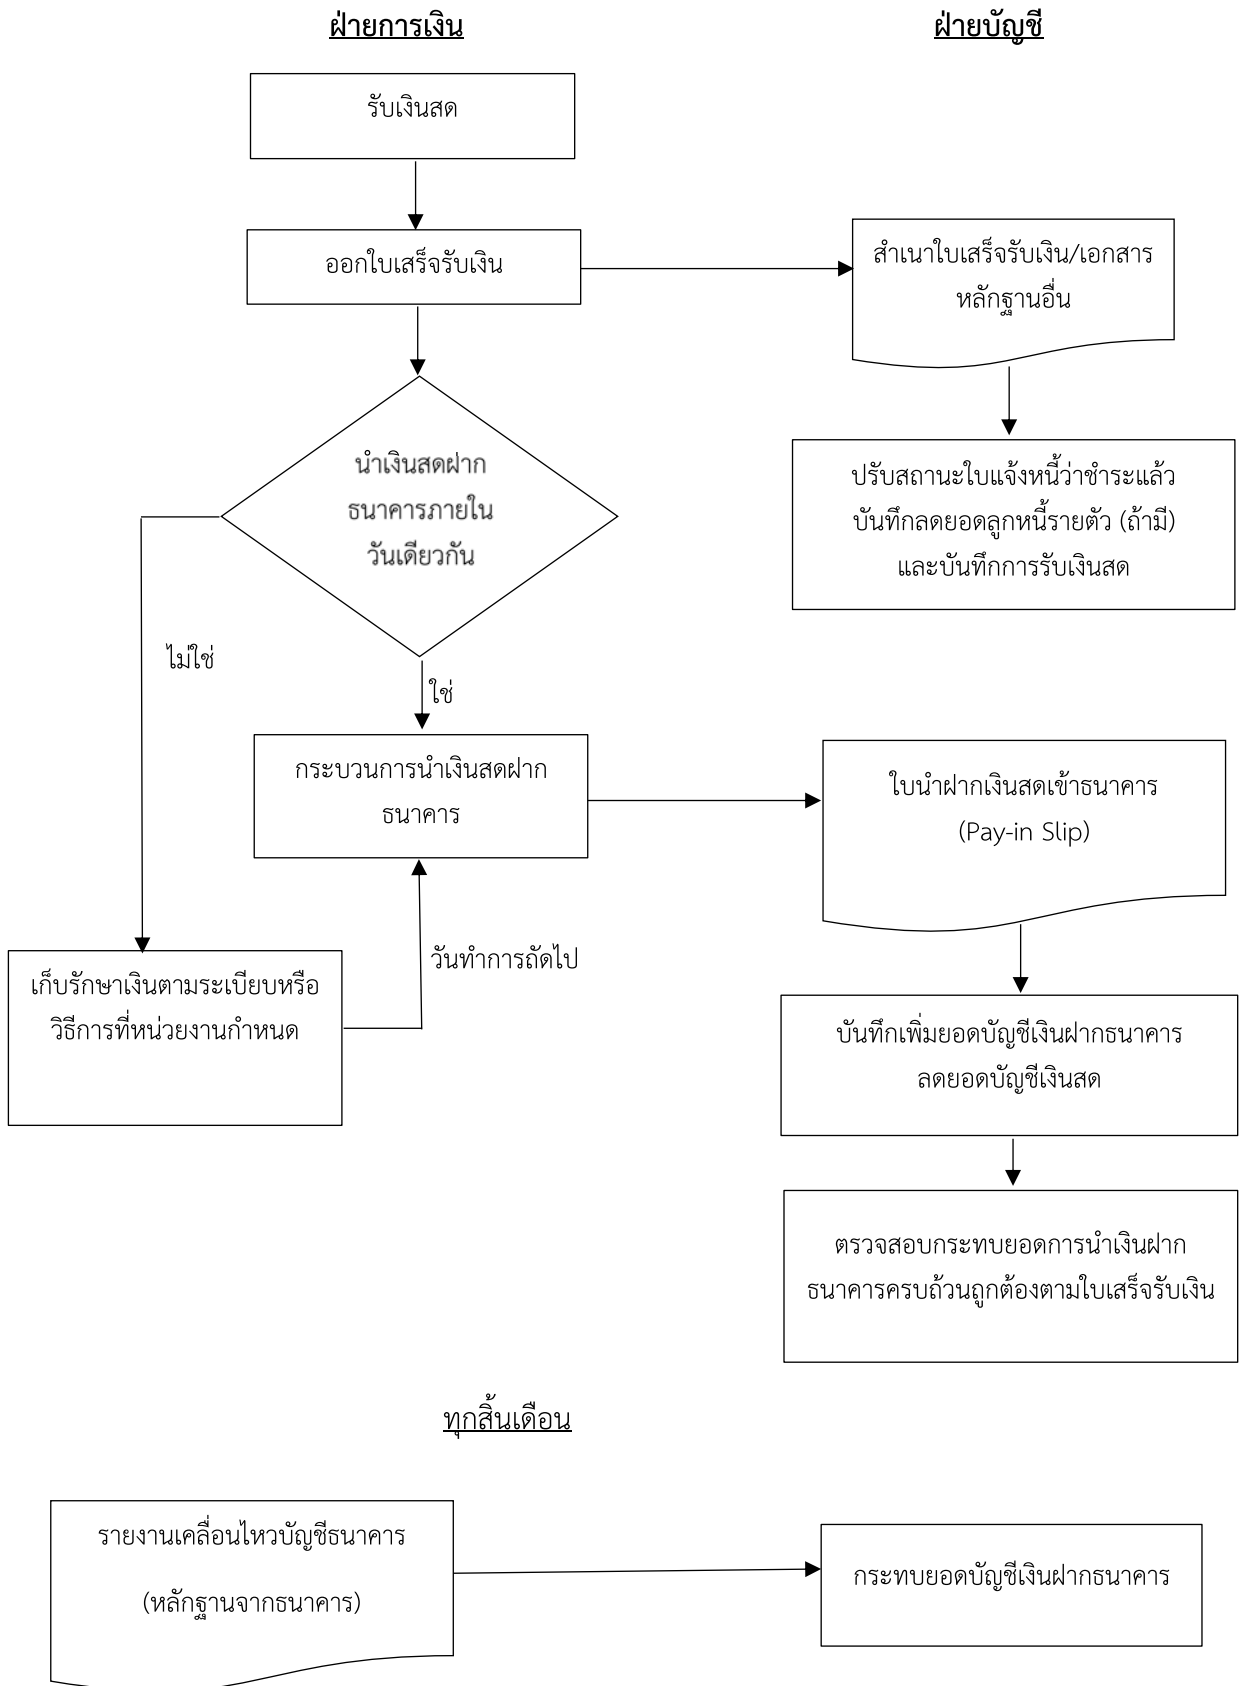 ฝ่ายการเงิน
ฝ่ายบัญชี
รับเงินสด
ออกใบเสร็จรับเงิน
สำเนาใบเสร็จรับเงิน/เอกสาร
หลักฐานอื่น
นำเงินสดฝาก
ธนาคารภายใน
วันเดียวกัน
ปรับสถานะใบแจ้งหนี้ว่าชำระแล้ว
บันทึกลดยอดลูกหนี้รายตัว (ถ้ามี)
และบันทึกการรับเงินสด
ไม่ใช่
ใช่
กระบวนการนำเงินสดฝาก
ธนาคาร
ใบนำฝากเงินสดเข้าธนาคาร
(Pay-in Slip)
วันทำการถัดไป
เก็บรักษาเงินตามระเบียบหรือ
วิธีการที่หน่วยงานกำหนด
บันทึกเพิ่มยอดบัญชีเงินฝากธนาคาร
ลดยอดบัญชีเงินสด
ตรวจสอบกระทบยอดการนำเงินฝาก
ธนาคารครบถ้วนถูกต้องตามใบเสร็จรับเงิน
ทุกสิ้นเดือน
รายงานเคลื่อนไหวบัญชีธนาคาร
(หลักฐานจากธนาคาร)
กระทบยอดบัญชีเงินฝากธนาคาร